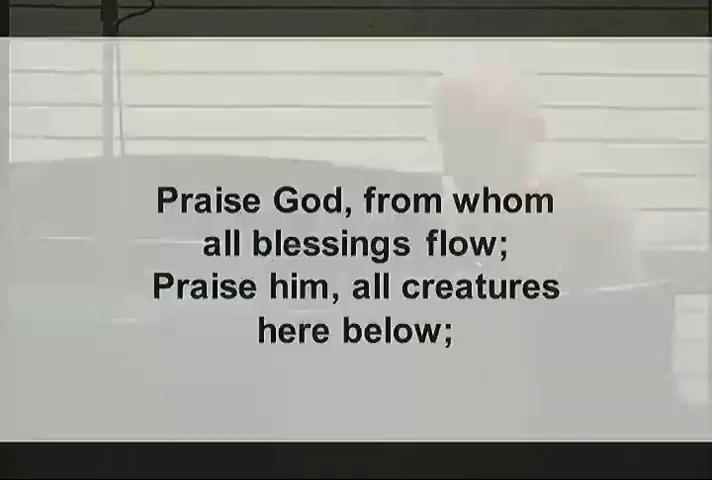 Praise God, from whom
all blessings flow;
Praise him, all creatures
here below;